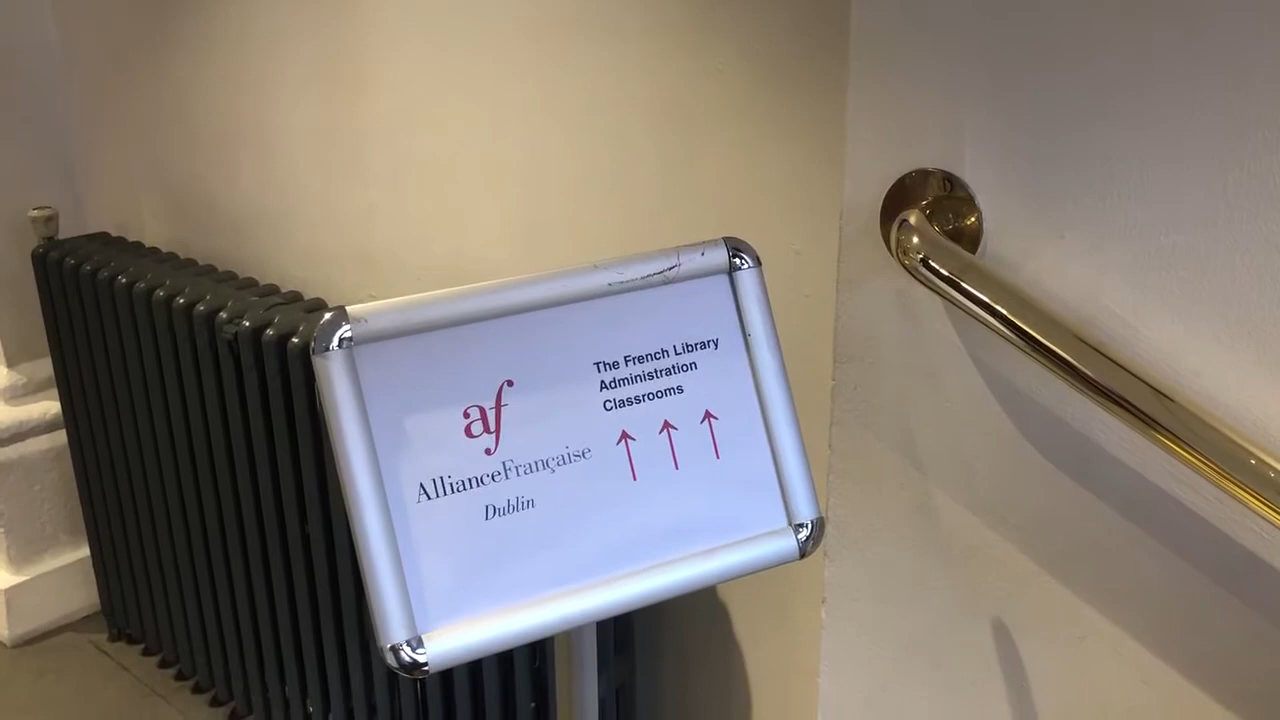 af
AllianceFrançaise
Dublin
The French Library
Administration
Classrooms